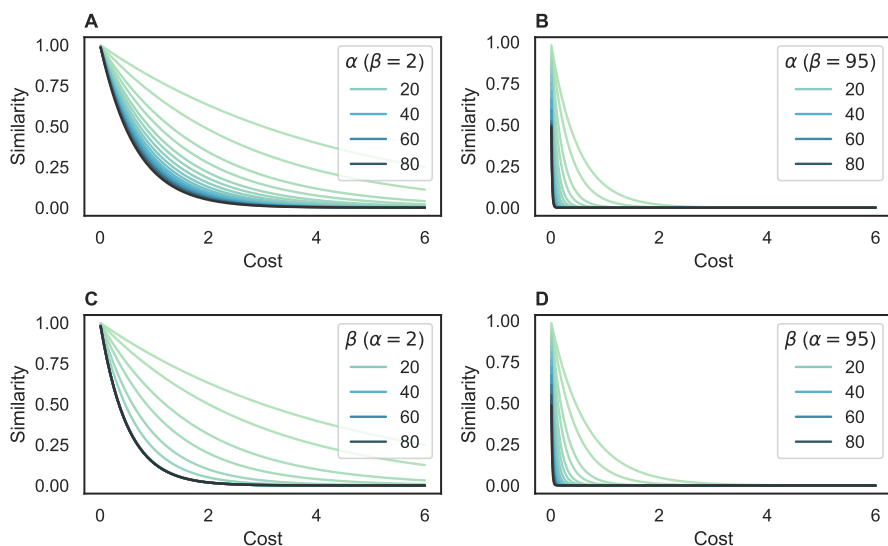 A
1.00
0.75
0.50
0.25
0.00
Similarity
0 2 4 6
Cost
α (β = 2)
20
40
60
80
B
1.00
0.75
0.50
0.25
0.00
Similarity
0 2 4 6
Cost
α (β = 95)
20
40
60
80
C
1.00
0.75
0.50
0.25
0.00
Similarity
0 2 4 6
Cost
β (α = 2)
20
40
60
80
D
1.00
0.75
0.50
0.25
0.00
Similarity
0 2 4 6
Cost
β (α = 95)
20
40
60
80